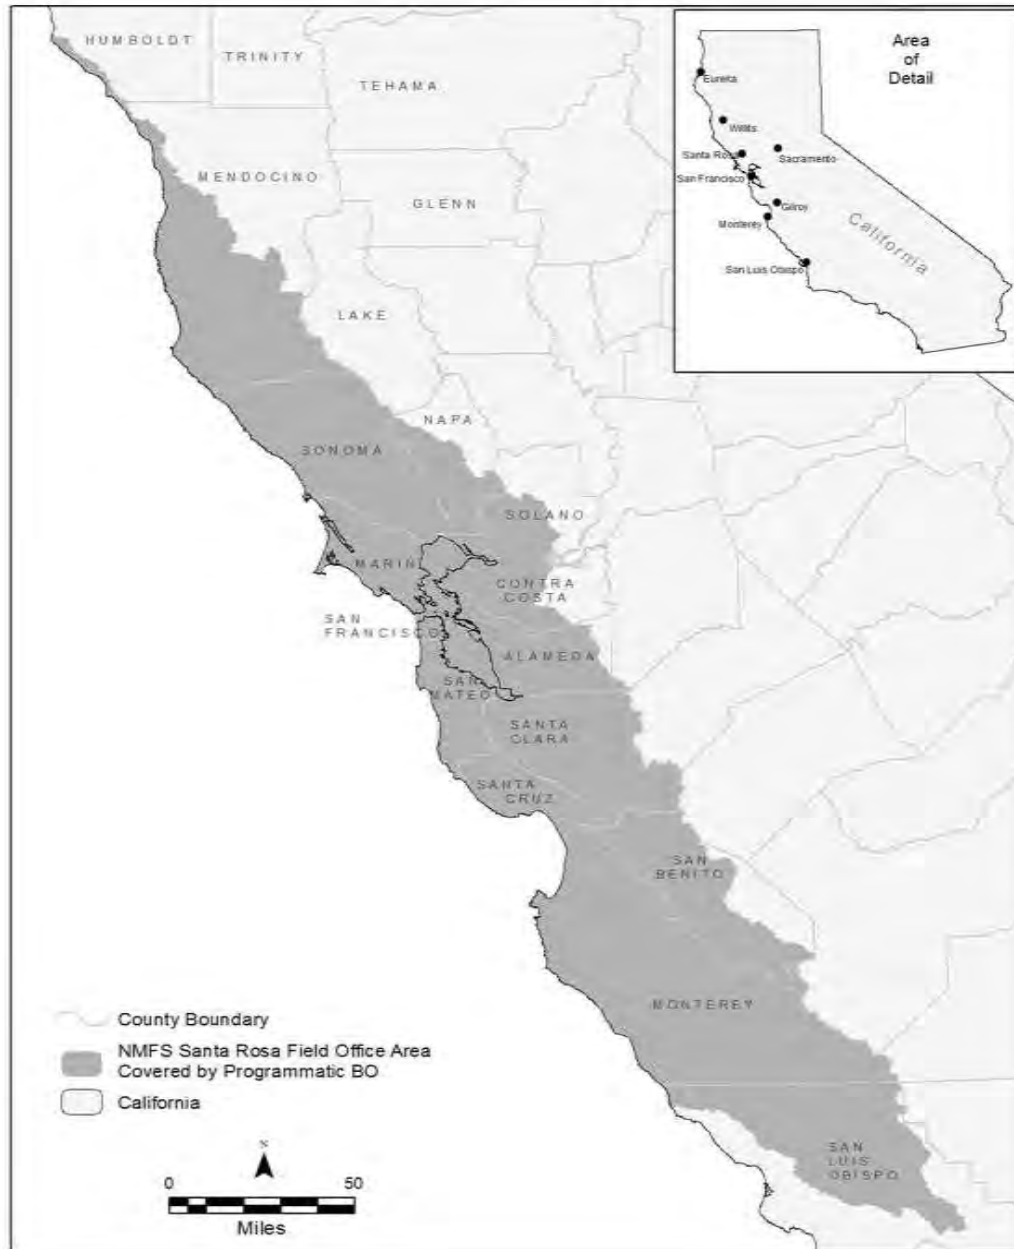 HUMBOLDT
TRINITY
TEHAMA
MENDOCINO
GLENN
LAKE
NAPA
SONOMA
SOLANO
MARIN
CONTRA
COSTA
SAN
FRANCISCO
ALAMEDA
SAN
MATEO
SANTA
CLARA
SANTA
CRUZ
SAN
BENITO
MONTEREY
SAN
LUIS
OBISPO
Area
of
Detail
Eureka
Willits
Santa Rosa
Sacramento
San Francisco
Gilroy
Monterey
California
San Luis Obispo
County Boundary
NMFS Santa Rosa Field Office Area
Covered by Programmatic BO
California
N
0 50
Miles